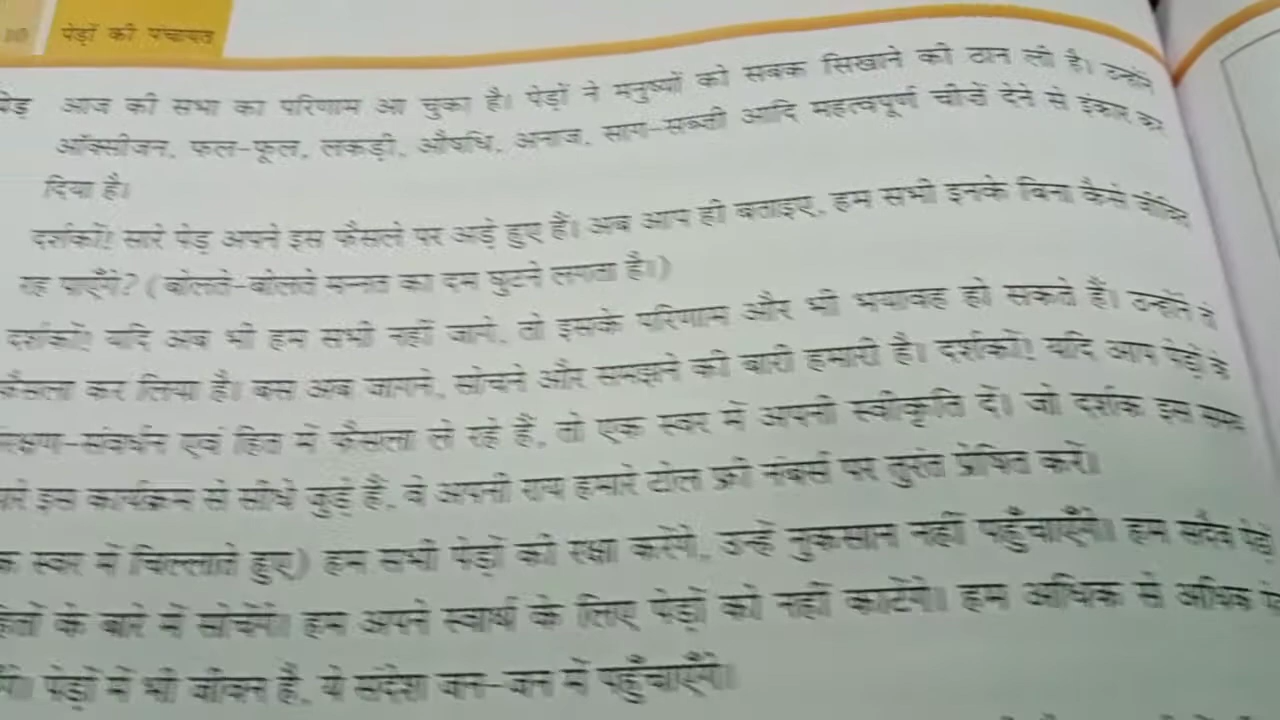 10 पेड़ों की पंचायत
पेड़ आज की सभा का परिणाम आ चुका है। पेड़ों ने मनुष्यों को सबक सिखाने की ठान ली है। उन्होंने
ऑक्सीजन, फल-फूल, लकड़ी, औषधि, अनाज, साग-सब्ज़ी आदि महत्वपूर्ण चीज़ें देने से इंकार कर
दिया है।
दर्शकों! सारे पेड़ अपने इस फैसले पर अड़े हुए हैं। अब आप ही बताइए, हम सभी इनके बिना कैसे जीवित
रह पाएँगे? (बोलते-बोलते मन्नत का दम घुटने लगता है।)
दर्शकों! यदि अब भी हम सभी नहीं जागे, तो इसके परिणाम और भी भयावह हो सकते हैं। उन्होंने तो
फैसला कर लिया है। बस अब जागने, सोचने और समझने की बारी हमारी है। दर्शकों! यदि आप पेड़ों के
संवर्धन एवं हित में फैसला ले रहे हैं, तो एक स्वर में अपनी स्वीकृति दें। जो दर्शक इस समय
इस कार्यक्रम से सीधे जुड़े हैं, वे अपनी राय हमारे टोल फ्री नंबर्स पर तुरंत प्रेषित करें।
स्वर में चिल्लाते हुए) हम सभी पेड़ों की रक्षा करेंगे, उन्हें नुकसान नहीं पहुँचाएँगे। हम सदैव पेड़ों
के बारे में सोचेंगे। हम अपने स्वार्थ के लिए पेड़ों को नहीं काटेंगे। हम अधिक से अधिक
पेड़ों में भी जीवन है, ये संदेश जन-जन में पहुँचाएँगे।